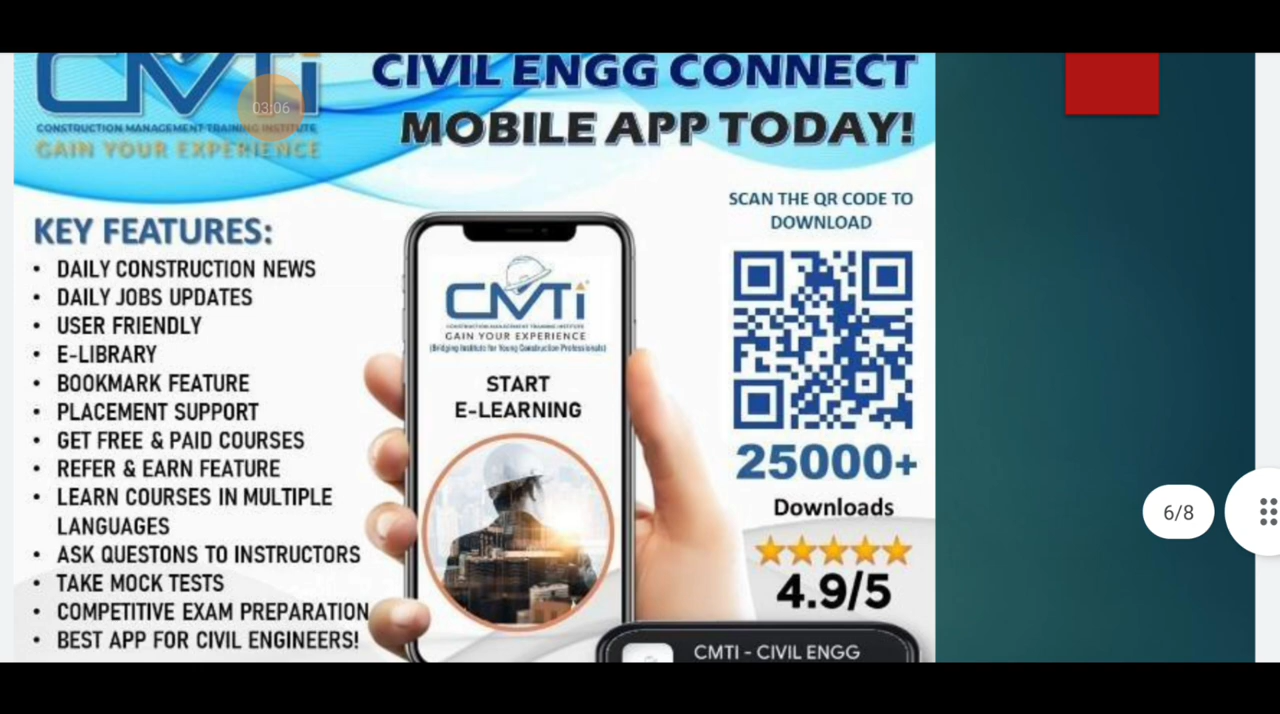 CMTi
03:06
CONSTRUCTION MANAGEMENT TRAINING INSTITUTE
GAIN YOUR EXPERIENCE
CIVIL ENGG CONNECT
MOBILE APP TODAY!
KEY FEATURES:
• DAILY CONSTRUCTION NEWS
• DAILY JOBS UPDATES
• USER FRIENDLY
• E-LIBRARY
• BOOKMARK FEATURE
• PLACEMENT SUPPORT
• GET FREE & PAID COURSES
• REFER & EARN FEATURE
• LEARN COURSES IN MULTIPLE
LANGUAGES
• ASK QUESTONS TO INSTRUCTORS
• TAKE MOCK TESTS
• COMPETITIVE EXAM PREPARATION
• BEST APP FOR CIVIL ENGINEERS!
CMTi
CONSTRUCTION MANAGEMENT TRAINING INSTITUTE
GAIN YOUR EXPERIENCE
(Bridging Institute for Young Construction Professionals)
START
E-LEARNING
SCAN THE QR CODE TO
DOWNLOAD
25000+
Downloads
4.9/5
CMTI - CIVIL ENGG
6/8